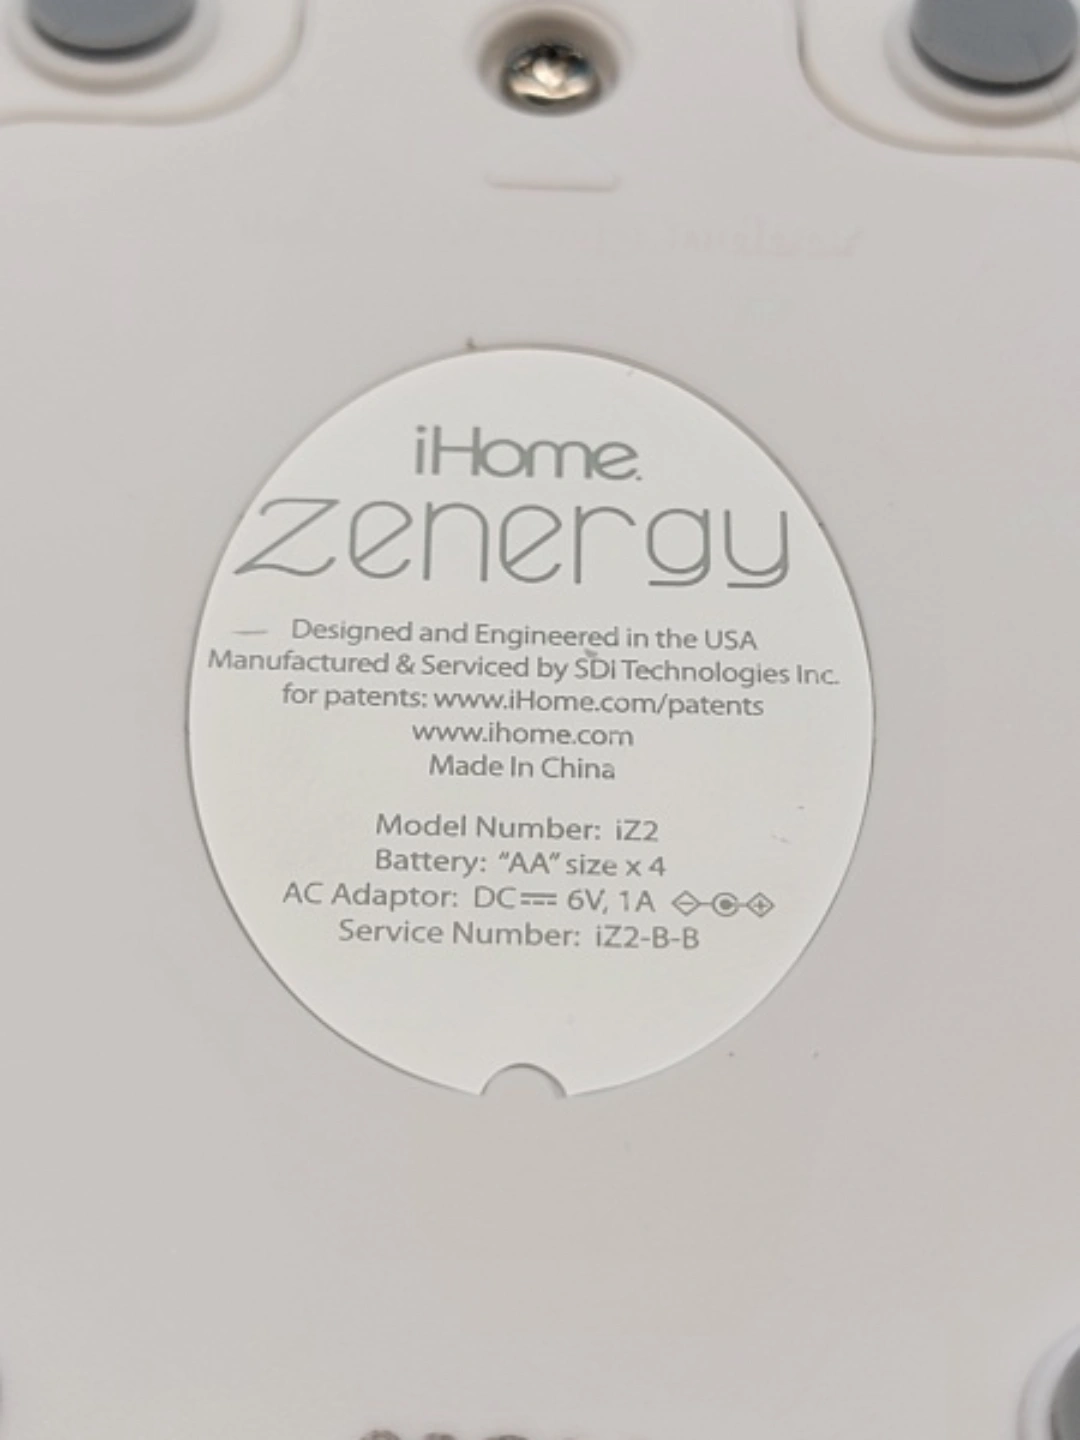 iHome.
zenergy
Designed and Engineered in the USA
Manufactured & Serviced by SDI Technologies Inc.
for patents: www.iHome.com/patents
www.ihome.com
Made In China
Model Number: iZ2
Battery: “AA” size x 4
AC Adaptor: DC⎓ 6V, 1A
Service Number: iZ2-B-B